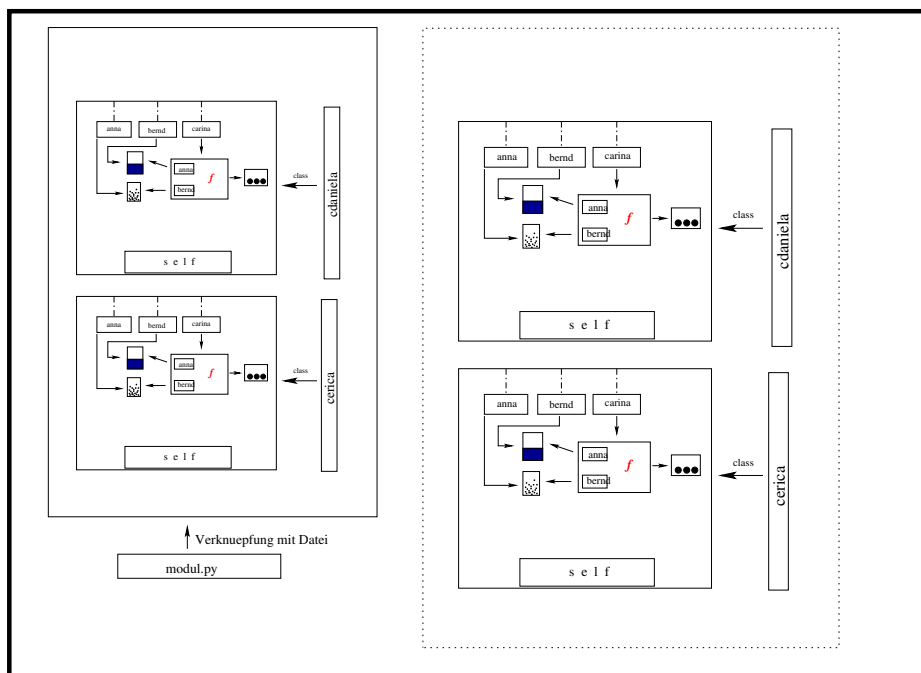 anna bernd carina
anna
f
bernd
class
cdaniela
s e l f
anna bernd carina
anna
f
bernd
class
cerica
s e l f
Verknuepfung mit Datei
modul.py
anna bernd carina
anna
f
bernd
class
cdaniela
s e l f
anna bernd carina
anna
f
bernd
class
cerica
s e l f